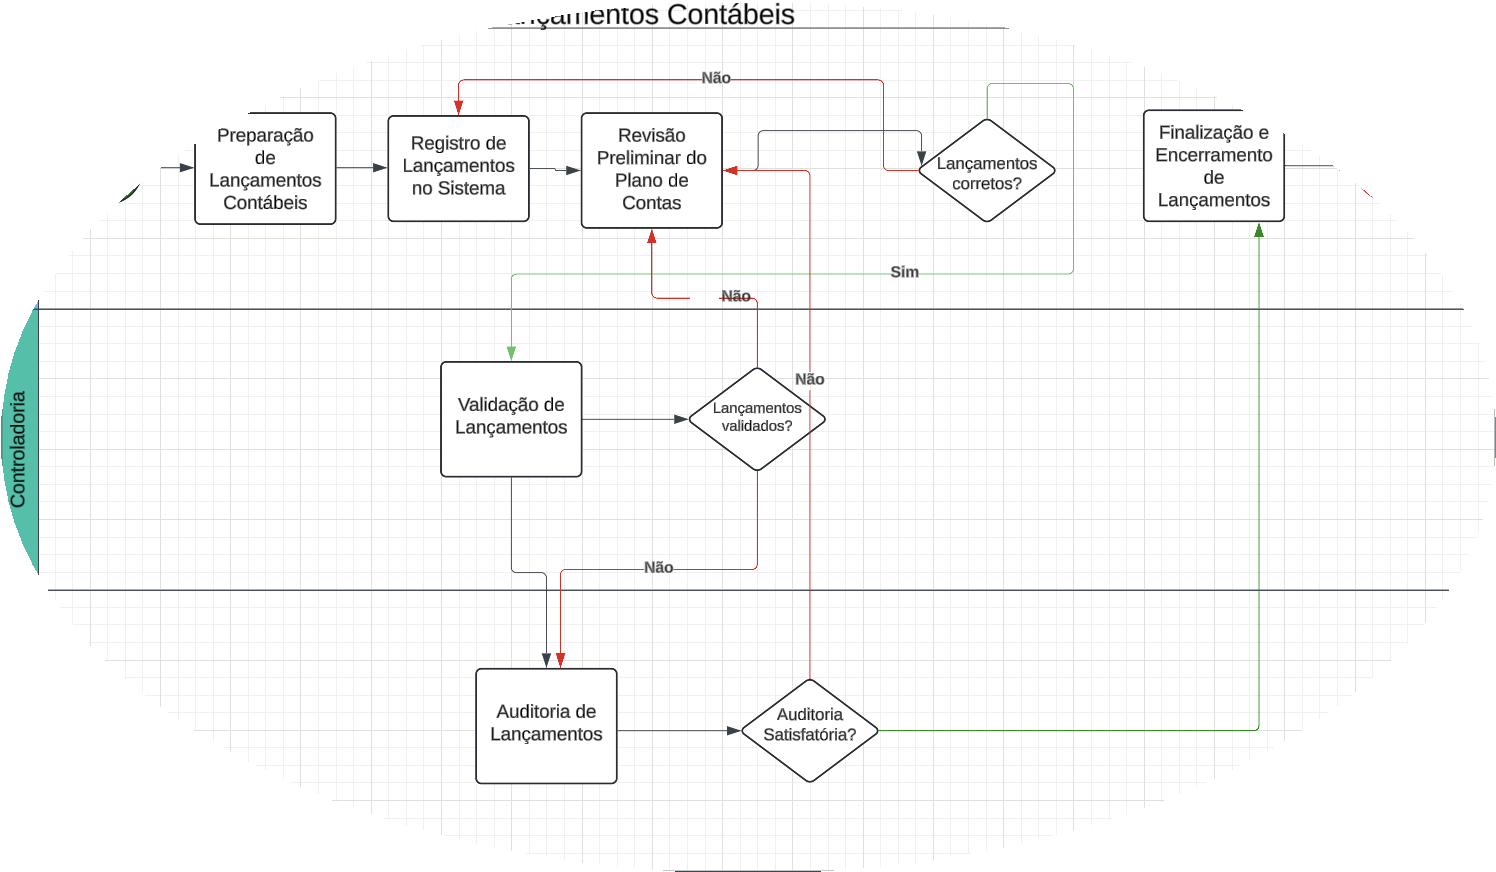 Contábeis
Não
Preparação
de
Lançamentos
Contábeis
Registro de
Lançamentos
no Sistema
Revisão
Preliminar do
Plano de
Contas
Lançamentos
corretos?
Finalização e
Encerramento
de
Lançamentos
Sim
Não
Controladoria
Validação de
Lançamentos
Lançamentos
validados?
Não
Não
Auditoria de
Lançamentos
Auditoria
Satisfatória?